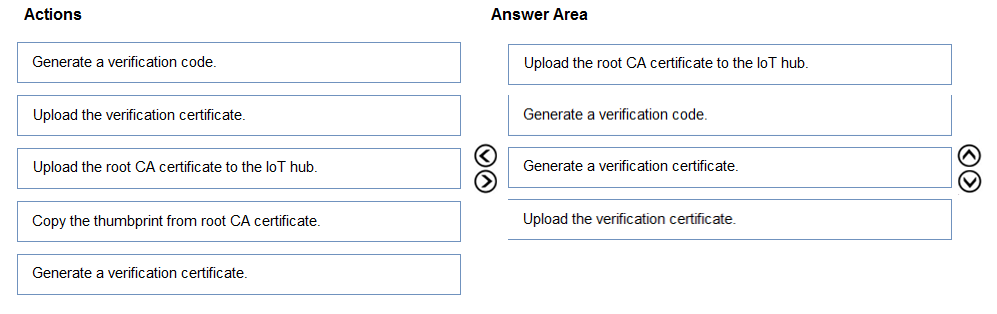 Actions
Generate a verification code.
Upload the verification certificate.
Upload the root CA certificate to the IoT hub.
Copy the thumbprint from root CA certificate.
Generate a verification certificate.
Answer Area
Upload the root CA certificate to the IoT hub.
Generate a verification code.
Generate a verification certificate.
Upload the verification certificate.